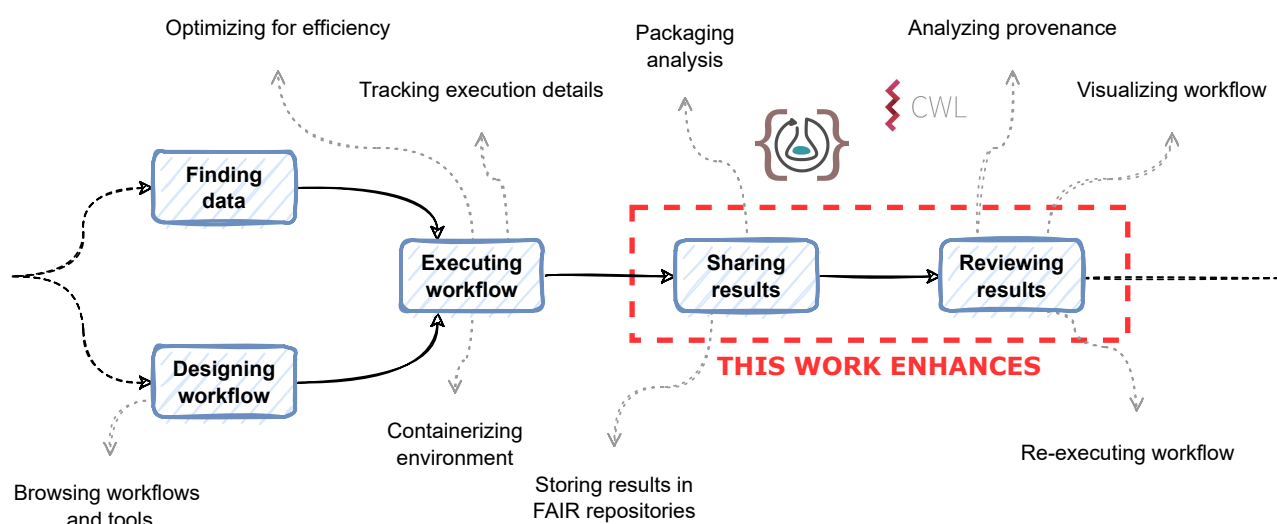 Optimizing for efficiency
Tracking execution details
Packaging
analysis
Analyzing provenance
CWL
Visualizing workflow
Finding
data
Executing
workflow
Sharing
results
Reviewing
results
Designing
workflow
THIS WORK ENHANCES
Containerizing
environment
Browsing workflows
and tools
Storing results in
FAIR repositories
Re-executing workflow